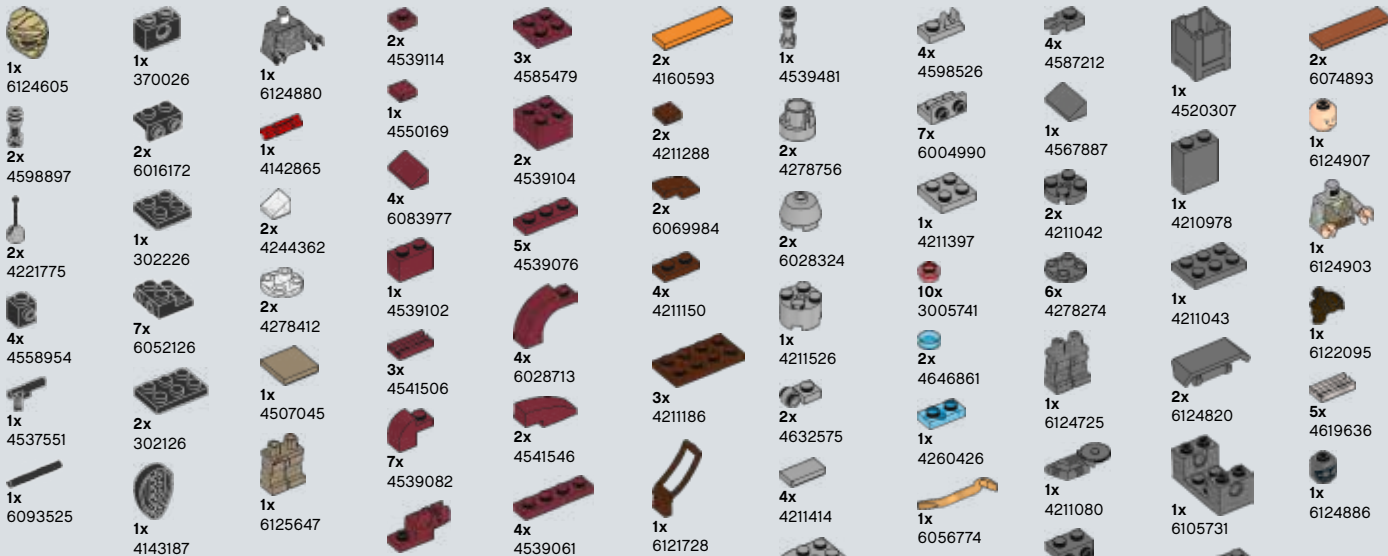 1x
6124605
2x
4598897
2x
4221775
4x
4558954
1x
4537551
1x
6093525
1x
370026
2x
6016172
1x
302226
7x
6052126
2x
302126
1x
4143187
1x
6124880
1x
4142865
2x
4244362
2x
4278412
1x
4507045
1x
6125647
2x
4539114
1x
4550169
4x
6083977
1x
4539102
3x
4541506
7x
4539082
3x
4585479
2x
4539104
5x
4539076
4x
6028713
2x
4541546
4x
4539061
2x
4160593
2x
4211288
2x
6069984
4x
4211150
3x
4211186
1x
6121728
1x
4539481
2x
4278756
2x
6028324
1x
4211526
2x
4632575
4x
4211414
4x
4598526
7x
6004990
1x
4211397
10x
3005741
2x
4646861
1x
4260426
1x
6056774
4x
4587212
1x
4567887
2x
4211042
6x
4278274
1x
6124725
1x
4211080
1x
4520307
1x
4210978
1x
4211043
2x
6124820
1x
6105731
2x
6074893
1x
6124907
1x
6124903
1x
6122095
5x
4619636
1x
6124886